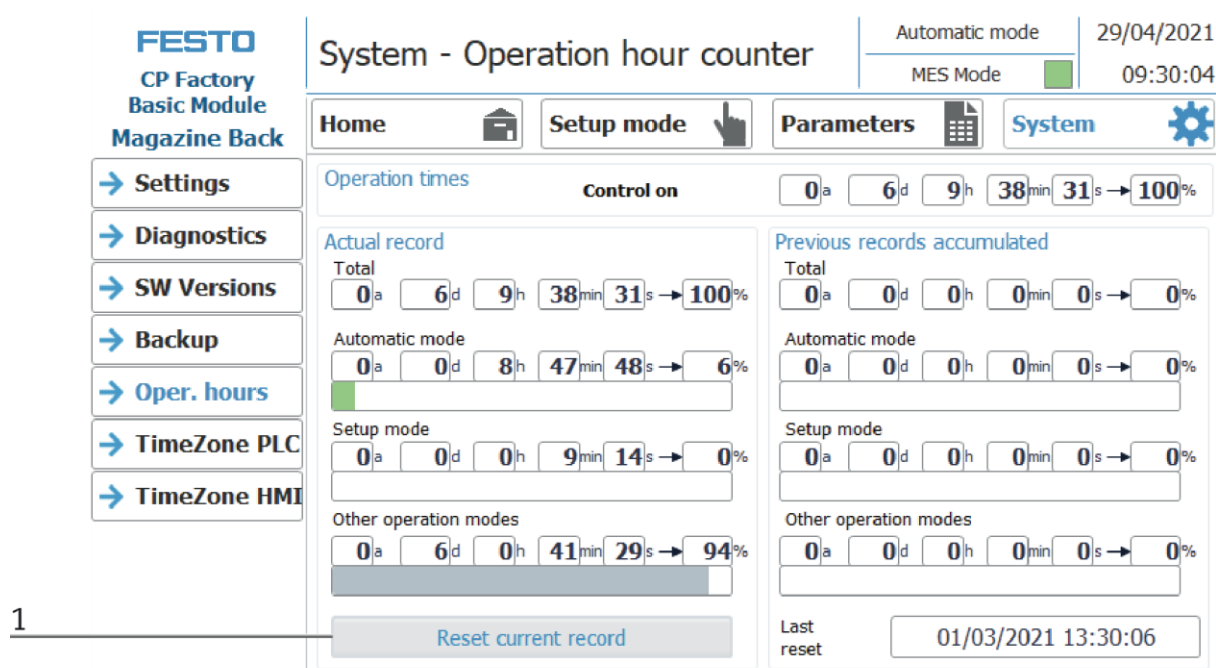 FESTO
CP Factory
Basic Module
Magazine Back
System - Operation hour counter
Automatic mode
MES Mode
29/04/2021
09:30:04
Home
Setup mode
Parameters
System
Settings
Diagnostics
SW Versions
Backup
Oper. hours
TimeZone PLC
TimeZone HMI
Operation times
Control on
0 a 6 d 9 h 38 min 31 s → 100 %
Actual record
Total
0 a 6 d 9 h 38 min 31 s → 100 %
Automatic mode
0 a 0 d 8 h 47 min 48 s → 6 %
Setup mode
0 a 0 d 0 h 9 min 14 s → 0 %
Other operation modes
0 a 6 d 0 h 41 min 29 s → 94 %
Reset current record
Previous records accumulated
Total
0 a 0 d 0 h 0 min 0 s → 0 %
Automatic mode
0 a 0 d 0 h 0 min 0 s → 0 %
Setup mode
0 a 0 d 0 h 0 min 0 s → 0 %
Other operation modes
0 a 0 d 0 h 0 min 0 s → 0 %
Last
reset
01/03/2021 13:30:06
1